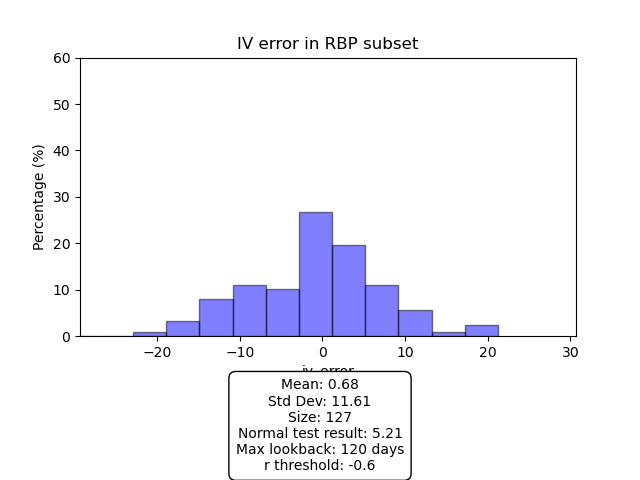 IV error in RBP subset
Percentage (%)
60
50
40
30
20
10
0
−20 −10 0 10 20 30
iv_error
Mean: 0.68
Std Dev: 11.61
Size: 127
Normal test result: 5.21
Max lookback: 120 days
r threshold: -0.6